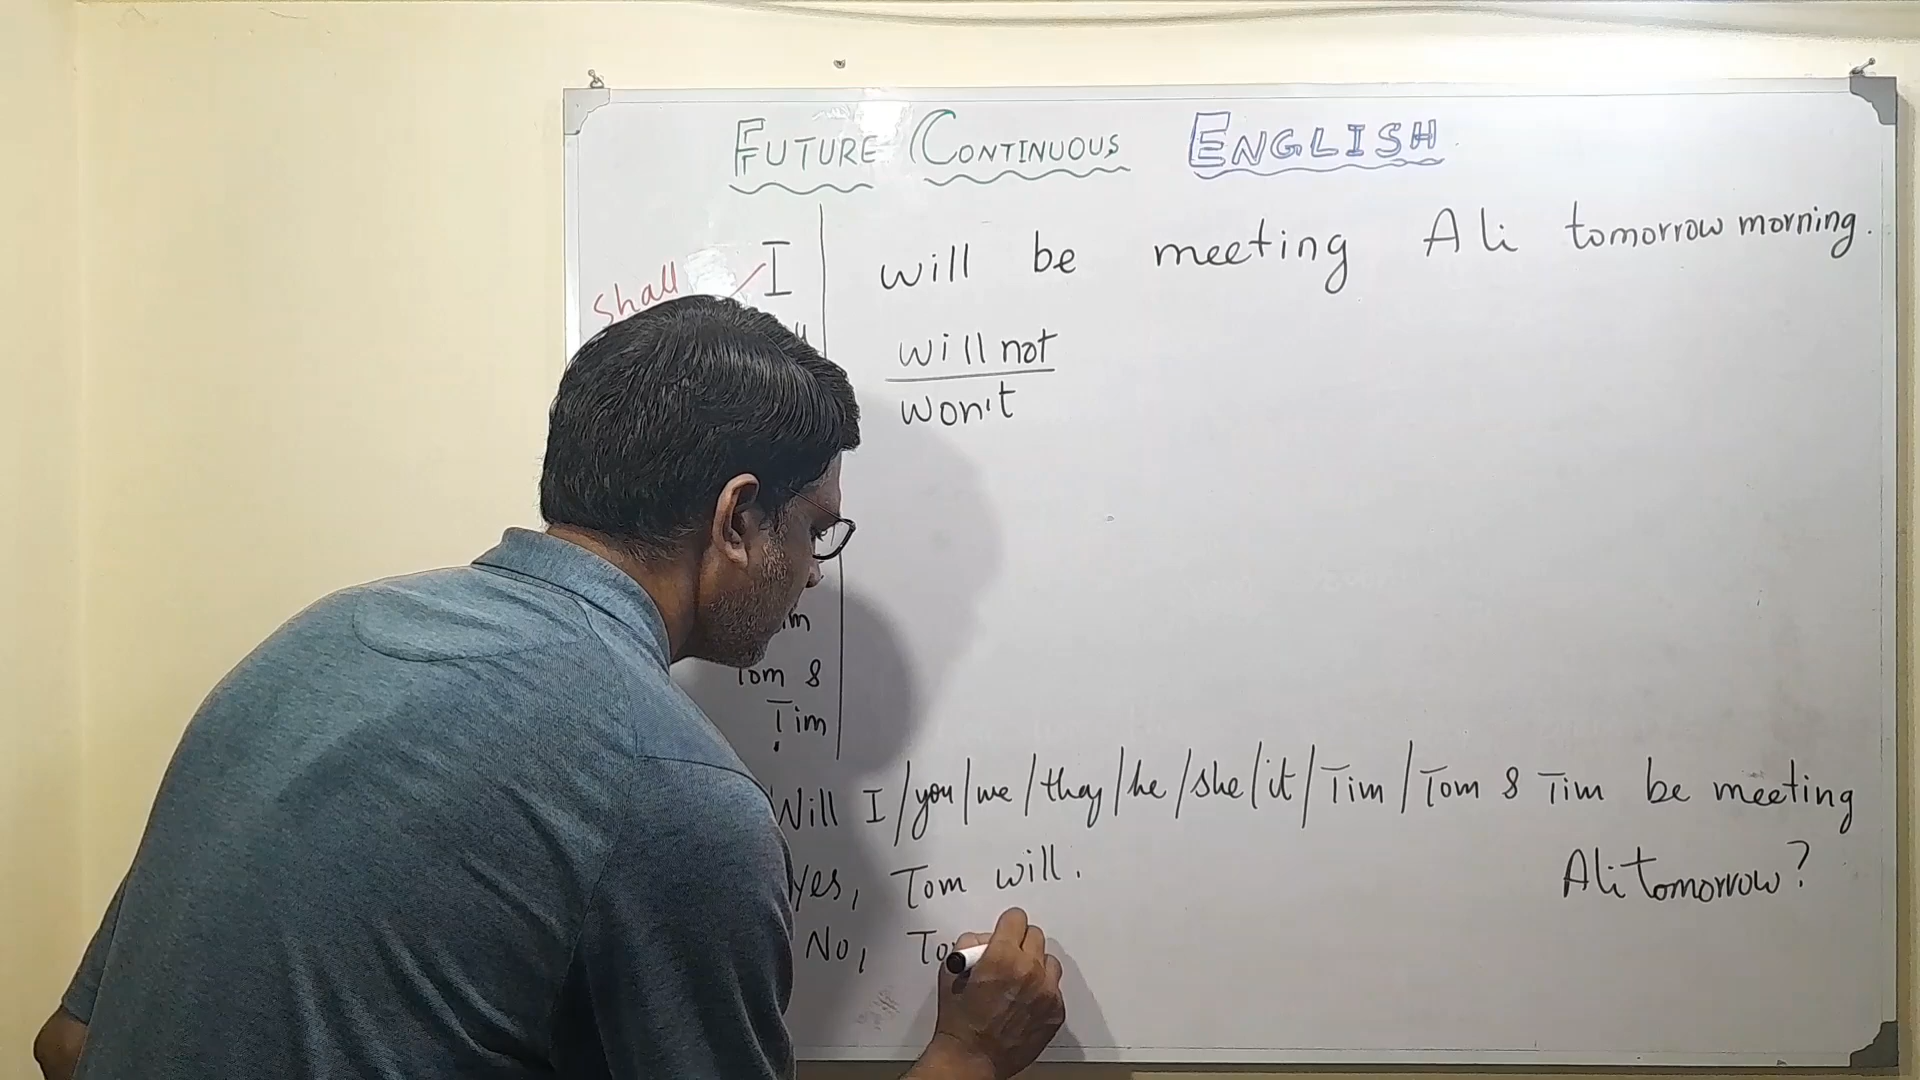 FUTURE CONTINUOUS ENGLISH
I will be meeting Ali tomorrow morning.
shall
will not
won't
Tom &
Tim
Will I/you/we/they/he/she/it/Tim/Tom & Tim be meeting
Ali tomorrow?
Yes, Tom will.
No,